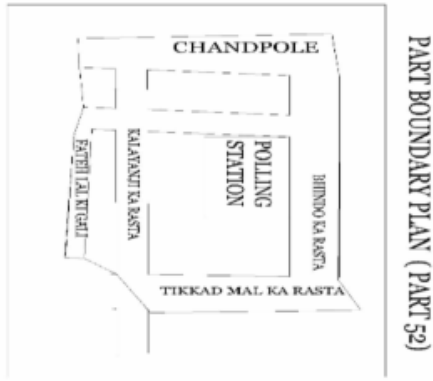 CHANDPOLE
PART BOUNDARY PLAN ( PART 52)
POLLING
STATION
KALAYANJI KA RASTA
FATEH LAL KI GALI
BHINDO KA RASTA
TIKKAD MAL KA RASTA